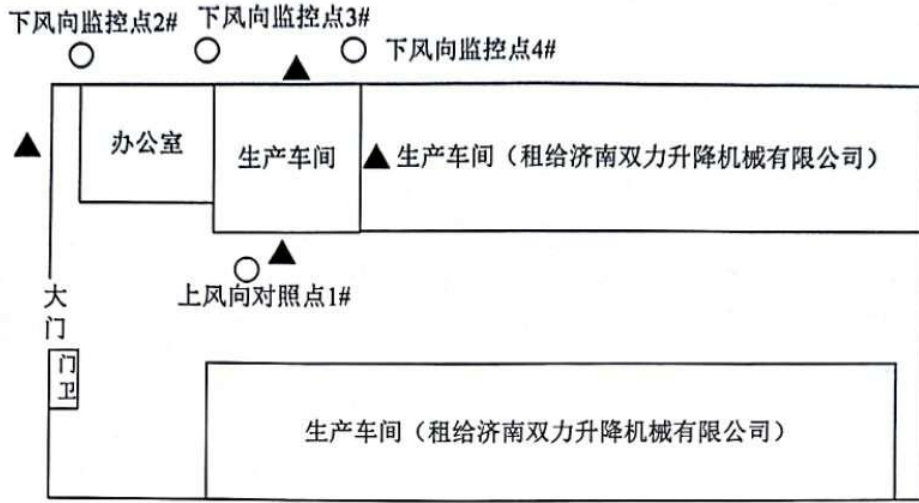 下风向监控点2#
下风向监控点3#
下风向监控点4#
办公室
生产车间
生产车间（租给济南双力升降机械有限公司）
上风向对照点1#
大门
门卫
生产车间（租给济南双力升降机械有限公司）